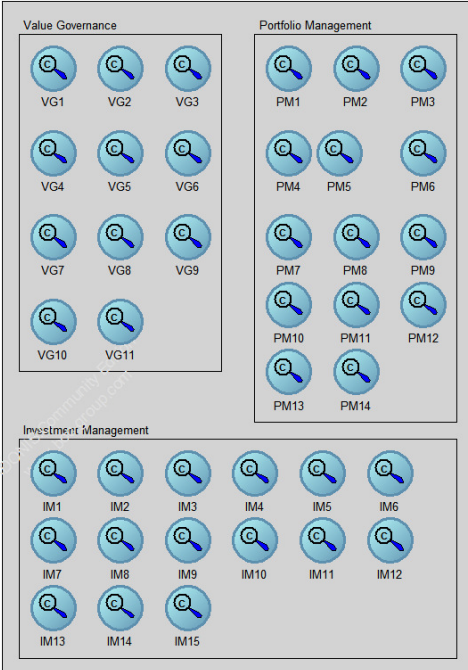 Value Governance
VG1 VG2 VG3
VG4 VG5 VG6
VG7 VG8 VG9
VG10 VG11
Portfolio Management
PM1 PM2 PM3
PM4 PM5 PM6
PM7 PM8 PM9
PM10 PM11 PM12
PM13 PM14
Investment Management
IM1 IM2 IM3 IM4 IM5 IM6
IM7 IM8 IM9 IM10 IM11 IM12
IM13 IM14 IM15